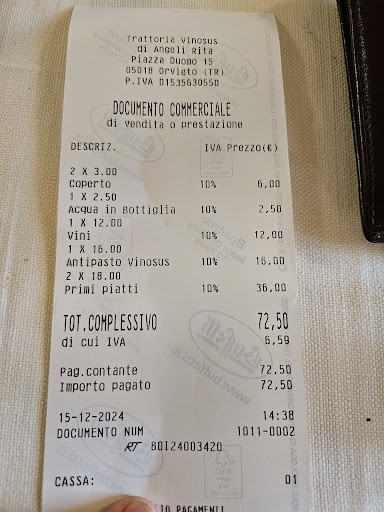 Trattoria Vinosus
di Angeli Rita
Piazza Duomo 15
05018 Orvieto (TR)
P.IVA 01535630550
DOCUMENTO COMMERCIALE
di vendita o prestazione
DESCRIZ. IVA Prezzo(€)
2 X 3.00
Coperto 10% 6,00
1 X 2.50
Acqua in Bottiglia 10% 2,50
1 X 12.00
Vini 10% 12,00
1 X 16.00
Antipasto Vinosus 10% 16,00
2 X 18.00
Primi piatti 10% 36,00
TOT.COMPLESSIVO 72,50
di cui IVA 6,59
Pag.contante 72,50
Importo pagato 72,50
15-12-2024 14:38
DOCUMENTO NUM 1011-0002
RT 80I24003420
CASSA: 01
PAGAMENTI